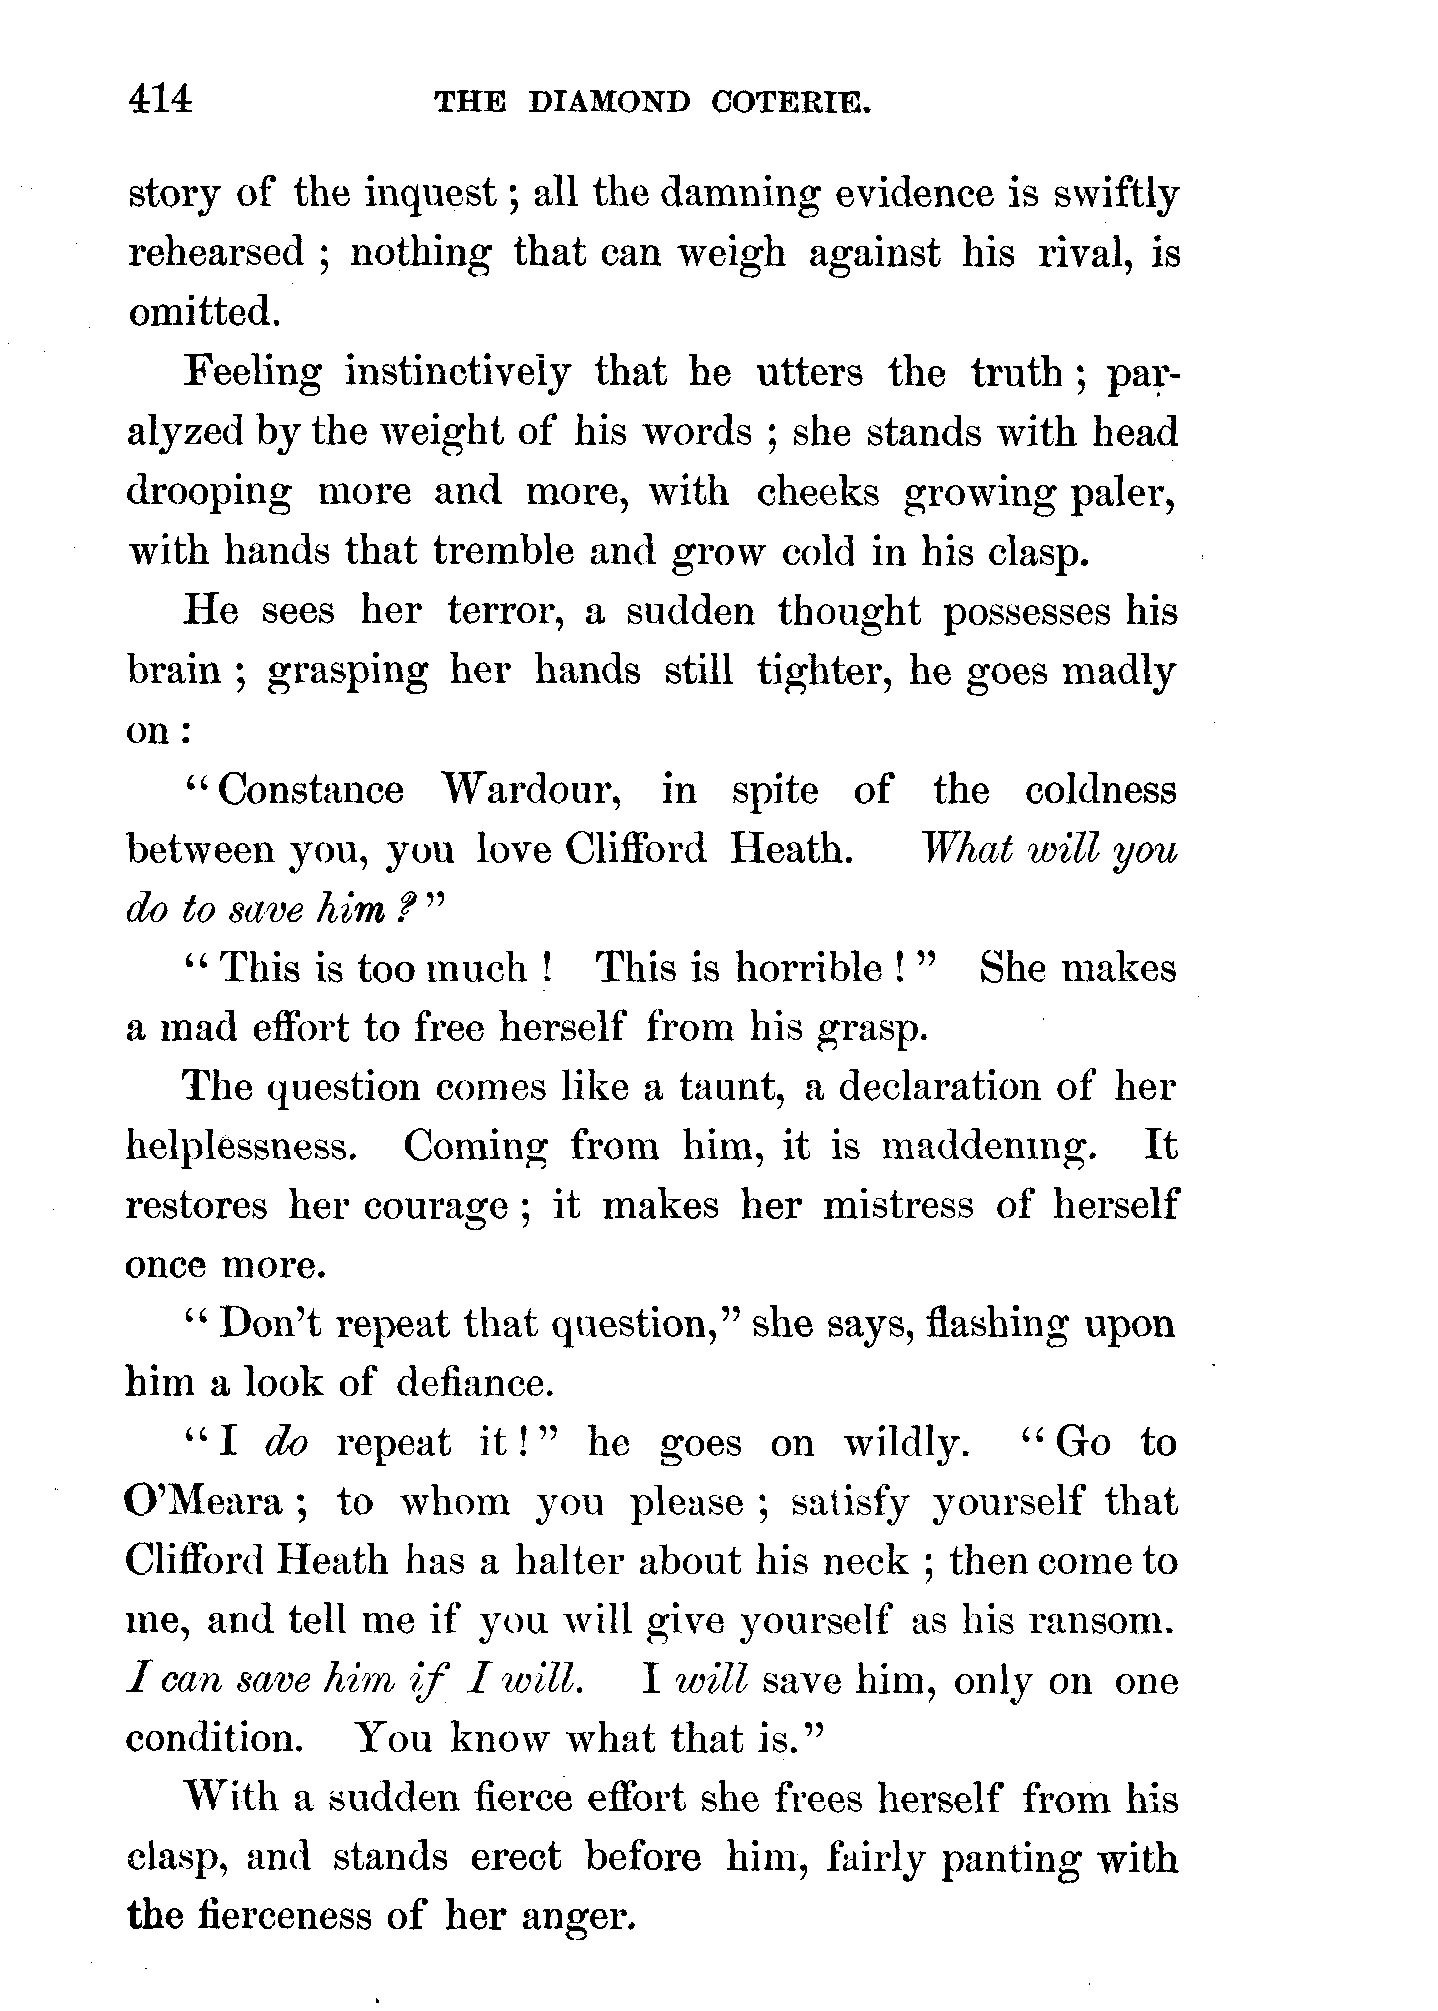 414 THE DIAMOND COTERIE.
story of the inquest ; all the damning evidence is swiftly
rehearsed ; nothing that can weigh against his rival, is
omitted.
Feeling instinctively that he utters the truth ; par-
alyzed by the weight of his words ; she stands with head
drooping more and more, with cheeks growing paler,
with hands that tremble and grow cold in his clasp.
He sees her terror, a sudden thought possesses his
brain ; grasping her hands still tighter, he goes madly
on :
“ Constance Wardour, in spite of the coldness
between you, you love Clifford Heath. What will you
do to save him ? ”
“ This is too much ! This is horrible ! ” She makes
a mad effort to free herself from his grasp.
The question comes like a taunt, a declaration of her
helplessness. Coming from him, it is maddening. It
restores her courage ; it makes her mistress of herself
once more.
“ Don’t repeat that question,” she says, flashing upon
him a look of defiance.
“ I do repeat it ! ” he goes on wildly. “ Go to
O’Meara ; to whom you please ; satisfy yourself that
Clifford Heath has a halter about his neck ; then come to
me, and tell me if you will give yourself as his ransom.
I can save him if I will. I will save him, only on one
condition. You know what that is.”
With a sudden fierce effort she frees herself from his
clasp, and stands erect before him, fairly panting with
the fierceness of her anger.